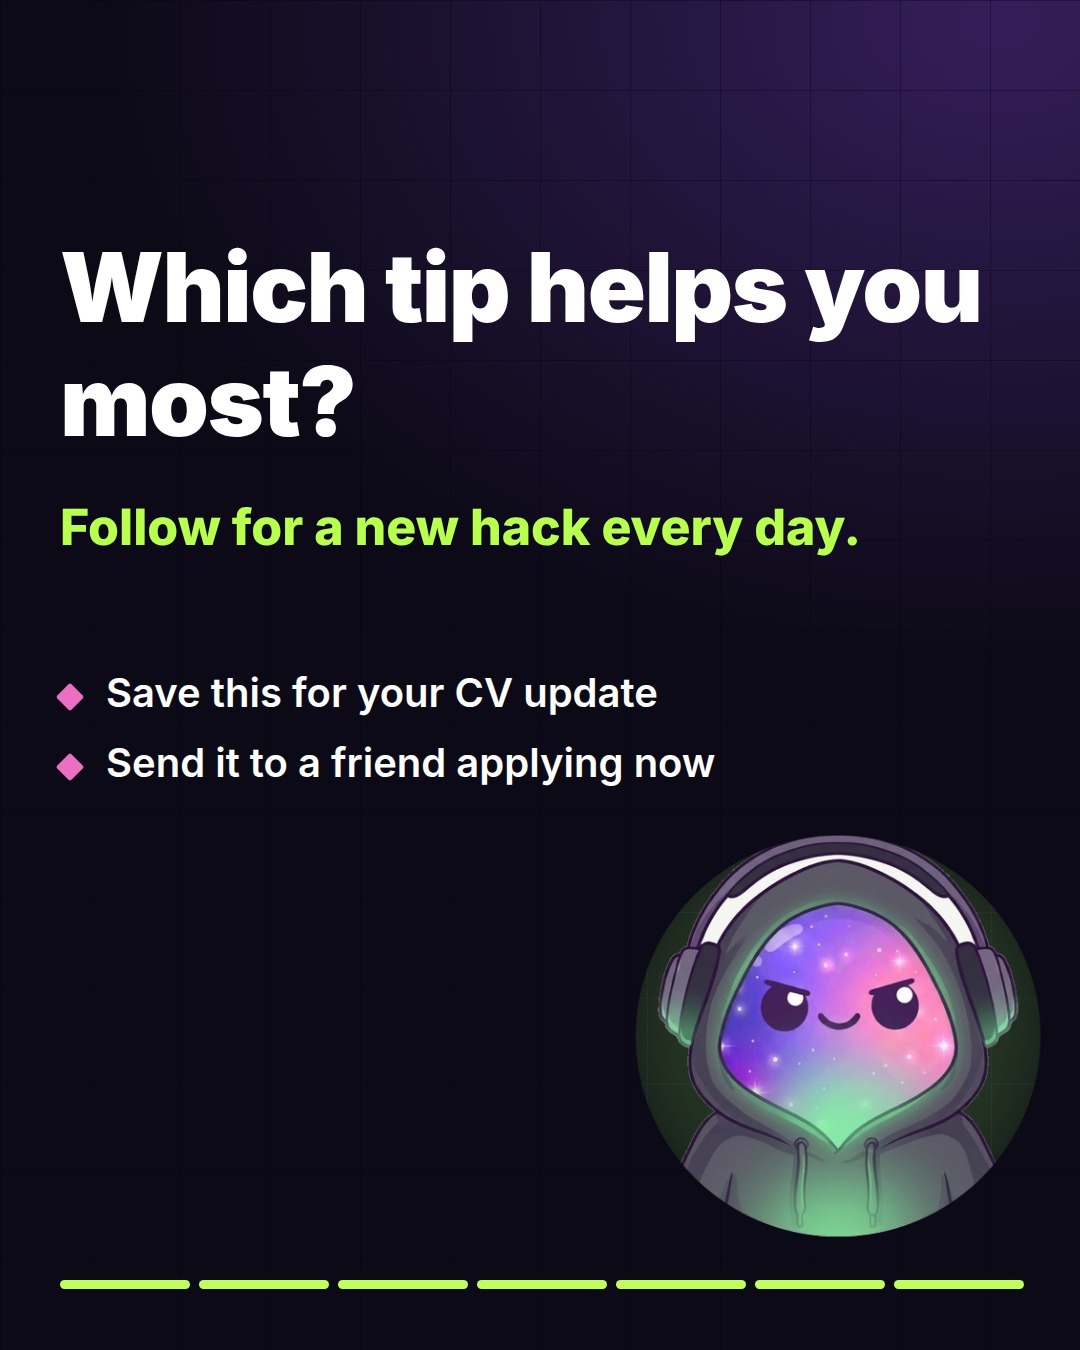 Which tip helps you
most?
Follow for a new hack every day.
Save this for your CV update
Send it to a friend applying now